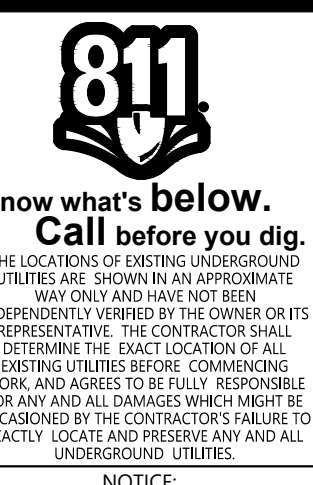 811.
now what's below.
Call before you dig.
HE LOCATIONS OF EXISTING UNDERGROUND
UTILITIES ARE SHOWN IN AN APPROXIMATE
WAY ONLY AND HAVE NOT BEEN
DEPENDENTLY VERIFIED BY THE OWNER OR ITS
REPRESENTATIVE. THE CONTRACTOR SHALL
DETERMINE THE EXACT LOCATION OF ALL
EXISTING UTILITIES BEFORE COMMENCING
ORK, AND AGREES TO BE FULLY RESPONSIBLE
OR ANY AND ALL DAMAGES WHICH MIGHT BE
CASIONED BY THE CONTRACTOR'S FAILURE TO
XACTLY LOCATE AND PRESERVE ANY AND ALL
UNDERGROUND UTILITIES.
NOTICE: